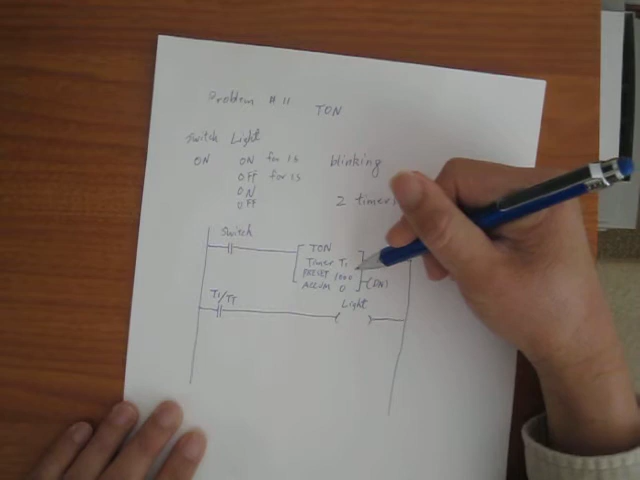 Problem # 11 TON
Switch Light
ON ON for 1s blinking
OFF for 1s
ON
OFF 2 timer
Switch
TON
Timer T1
PRESET 1000
ACCUM 0 (DN)
T1/TT Light